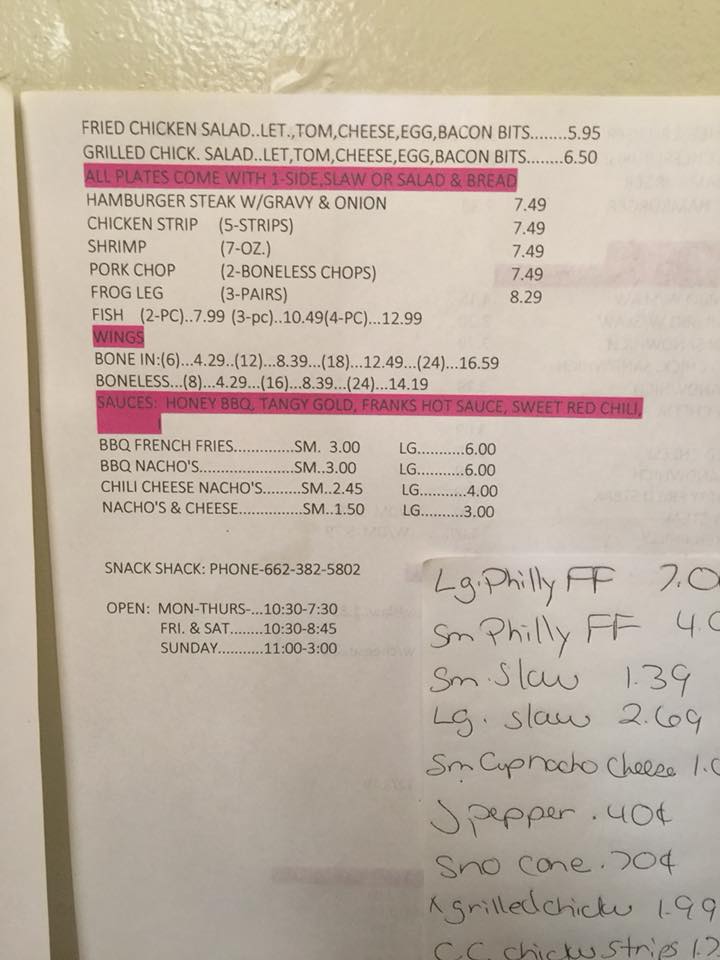 FRIED CHICKEN SALAD..LET.,TOM,CHEESE,EGG,BACON BITS........5.95
GRILLED CHICK. SALAD..LET,TOM,CHEESE,EGG,BACON BITS........6.50
ALL PLATES COME WITH 1-SIDE,SLAW OR SALAD & BREAD
HAMBURGER STEAK W/GRAVY & ONION 7.49
CHICKEN STRIP (5-STRIPS) 7.49
SHRIMP (7-OZ.) 7.49
PORK CHOP (2-BONELESS CHOPS) 7.49
FROG LEG (3-PAIRS) 8.29
FISH (2-PC)..7.99 (3-pc)..10.49(4-PC)...12.99
WINGS
BONE IN:(6)...4.29..(12)...8.39...(18)...12.49...(24)...16.59
BONELESS...(8)...4.29...(16)...8.39...(24)...14.19
SAUCES: HONEY BBQ, TANGY GOLD, FRANKS HOT SAUCE, SWEET RED CHILI,
BBQ FRENCH FRIES..............SM. 3.00 LG...........6.00
BBQ NACHO'S......................SM..3.00 LG...........6.00
CHILI CHEESE NACHO'S.........SM..2.45 LG...........4.00
NACHO'S & CHEESE..............SM..1.50 LG...........3.00
SNACK SHACK: PHONE-662-382-5802
OPEN: MON-THURS-...10:30-7:30
FRI. & SAT........10:30-8:45
SUNDAY...........11:00-3:00
Lg. Philly FF 7.0
Sm Philly FF 4.0
Sm. Slaw 1.39
Lg. slaw 2.69
Sm Cup nacho Cheese 1.0
J pepper .40¢
Sno cone .70¢
grilled 1.99
C.C. strips 1.2